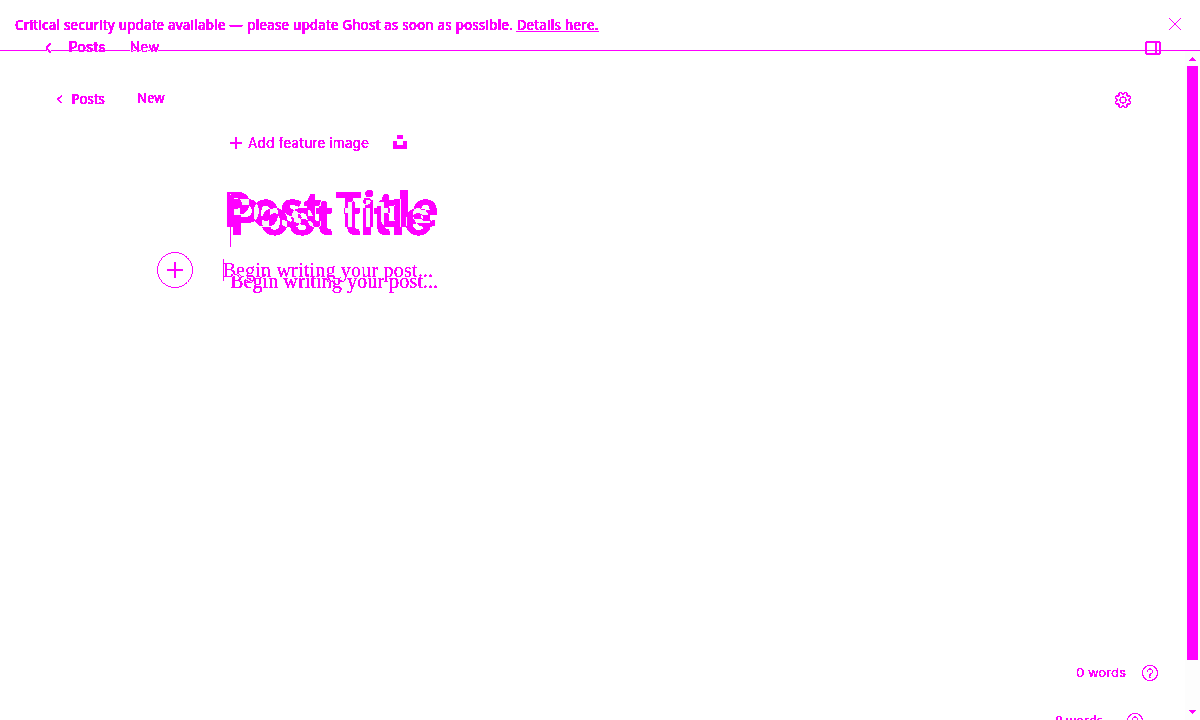 Critical security update available — please update Ghost as soon as possible. Details here.
Posts New
Posts New
+ Add feature image
Post Title
Begin writing your post...
Begin writing your post...
0 words
0 words